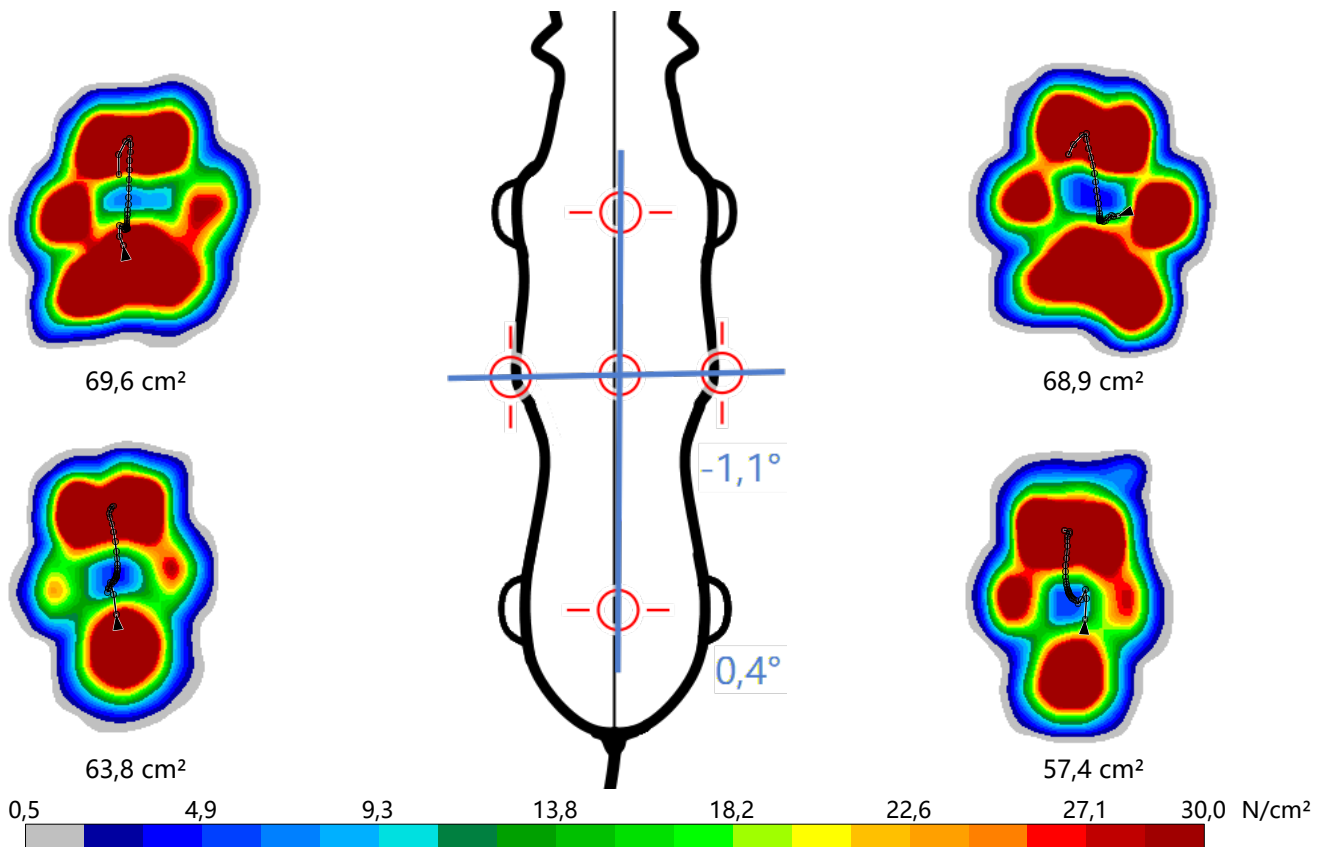 69,6 cm²
68,9 cm²
-1,1°
0,4°
63,8 cm²
57,4 cm²
0,5 4,9 9,3 13,8 18,2 22,6 27,1 30,0 N/cm²